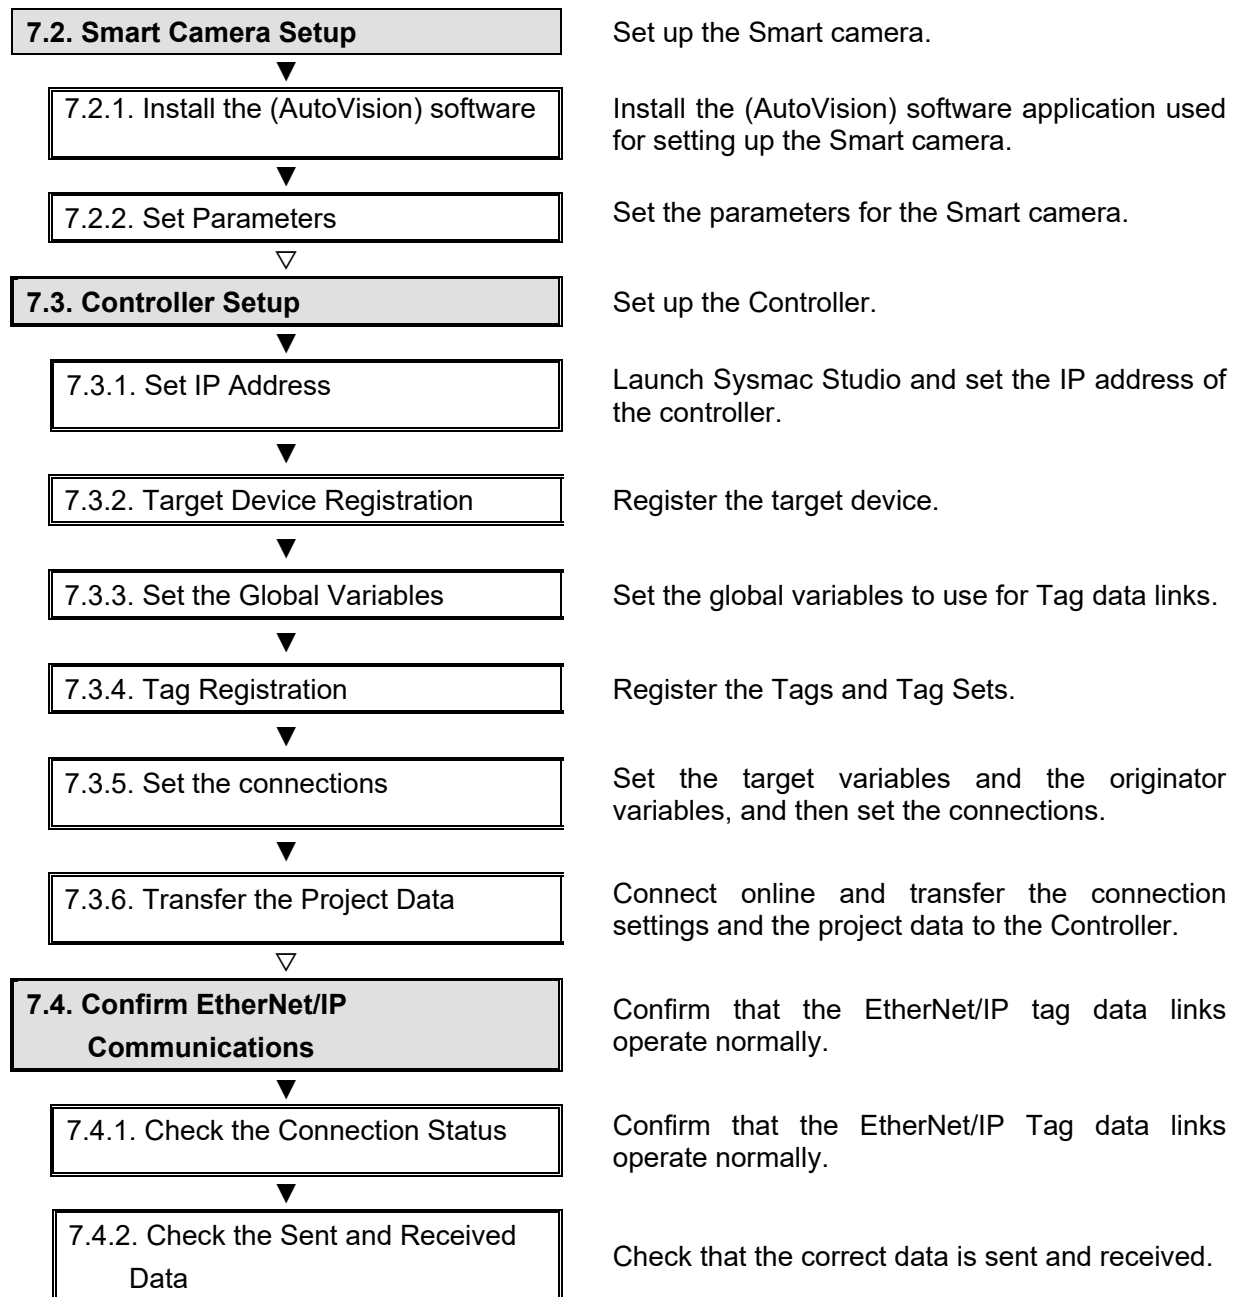 7.2. Smart Camera Setup
Set up the Smart camera.
▼
7.2.1. Install the (AutoVision) software
Install the (AutoVision) software application used
for setting up the Smart camera.
▼
7.2.2. Set Parameters
Set the parameters for the Smart camera.
▽
7.3. Controller Setup
Set up the Controller.
▼
7.3.1. Set IP Address
Launch Sysmac Studio and set the IP address of
the controller.
▼
7.3.2. Target Device Registration
Register the target device.
▼
7.3.3. Set the Global Variables
Set the global variables to use for Tag data links.
▼
7.3.4. Tag Registration
Register the Tags and Tag Sets.
▼
7.3.5. Set the connections
Set the target variables and the originator
variables, and then set the connections.
▼
7.3.6. Transfer the Project Data
Connect online and transfer the connection
settings and the project data to the Controller.
▽
7.4. Confirm EtherNet/IP
Communications
Confirm that the EtherNet/IP tag data links
operate normally.
▼
7.4.1. Check the Connection Status
Confirm that the EtherNet/IP Tag data links
operate normally.
▼
7.4.2. Check the Sent and Received
Data
Check that the correct data is sent and received.